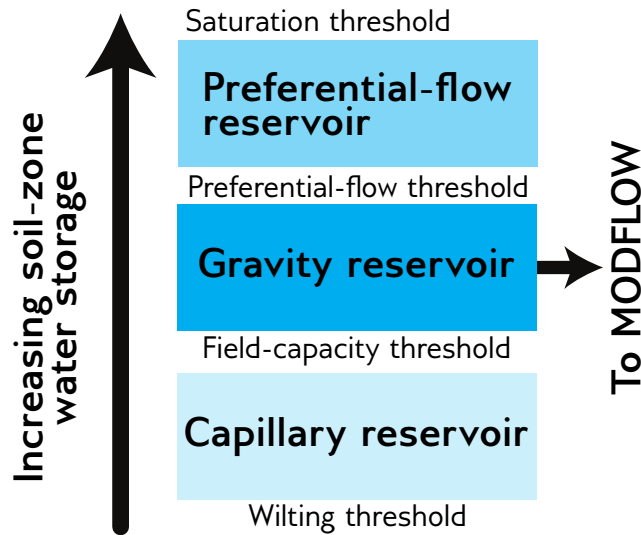 Saturation threshold
Preferential-flow
reservoir
Preferential-flow threshold
Gravity reservoir
Field-capacity threshold
Capillary reservoir
Wilting threshold
Increasing soil-zone
water storage
To MODFLOW